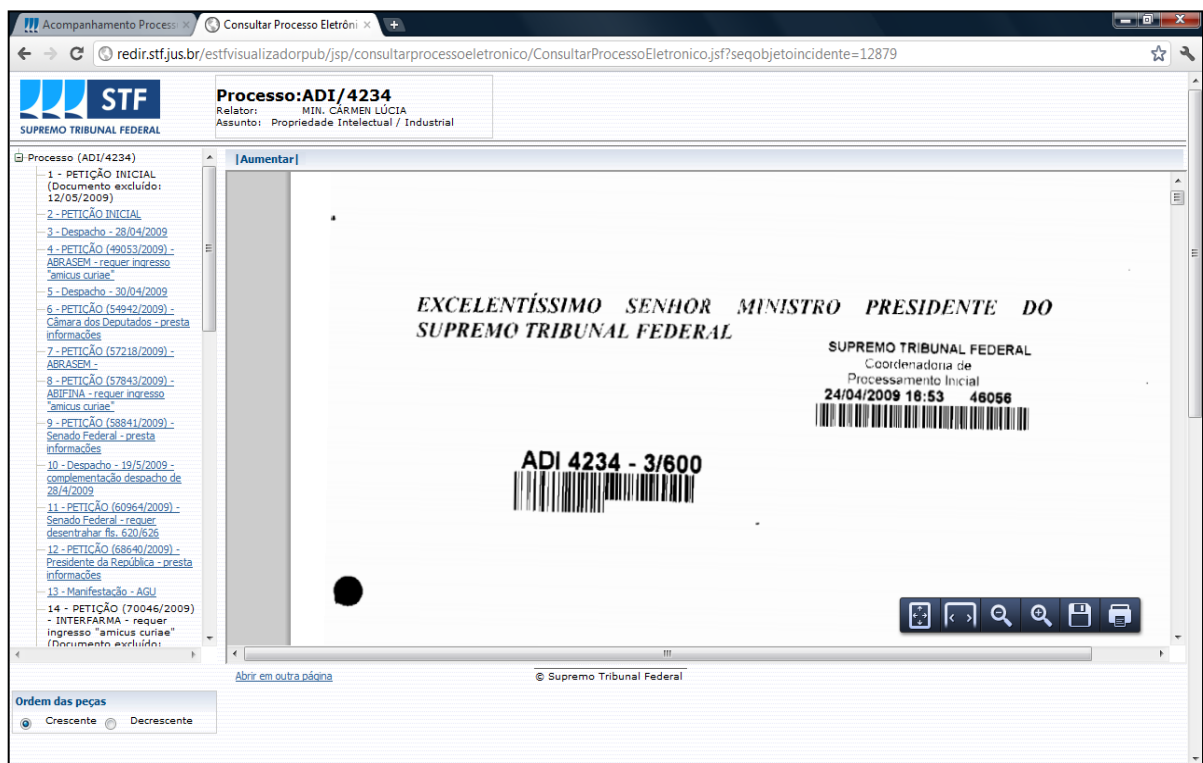 Acompanhamento Process
Consultar Processo Eletrôni
redir.stf.jus.br/estfvisualizadorpub/jsp/consultarprocessoeletronico/ConsultarProcessoEletronico.jsf?seqobjetoincidente=12879
STF
SUPREMO TRIBUNAL FEDERAL
Processo:ADI/4234
Relator: MIN. CÁRMEN LÚCIA
Assunto: Propriedade Intelectual / Industrial
Processo (ADI/4234)
1 - PETIÇÃO INICIAL
(Documento excluído:
12/05/2009)
2 - PETIÇÃO INICIAL
3 - Despacho - 28/04/2009
4 - PETIÇÃO (49053/2009) -
ABRASEM - requer ingresso
"amicus curiae"
5 - Despacho - 30/04/2009
6 - PETIÇÃO (54942/2009) -
Câmara dos Deputados - presta
informações
7 - PETIÇÃO (57218/2009) -
ABRASEM -
8 - PETIÇÃO (57843/2009) -
ABIFINA - requer ingresso
"amicus curiae"
9 - PETIÇÃO (58841/2009) -
Senado Federal - presta
informações
10 - Despacho - 19/5/2009 -
complementação despacho de
28/4/2009
11 - PETIÇÃO (60964/2009) -
Senado Federal - requer
desentrahar fls. 620/626
12 - PETIÇÃO (68640/2009) -
Presidente da República - presta
informações
13 - Manifestação - AGU
14 - PETIÇÃO (70046/2009)
- INTERFARMA - requer
ingresso "amicus curiae"
(Documento excluído:
|Aumentar|
EXCELENTÍSSIMO SENHOR MINISTRO PRESIDENTE DO
SUPREMO TRIBUNAL FEDERAL
SUPREMO TRIBUNAL FEDERAL
Coordenadoria de
Processamento Inicial
24/04/2009 16:53 46056
ADI 4234 - 3/600
Abrir em outra página
© Supremo Tribunal Federal
Ordem das peças
Crescente Decrescente